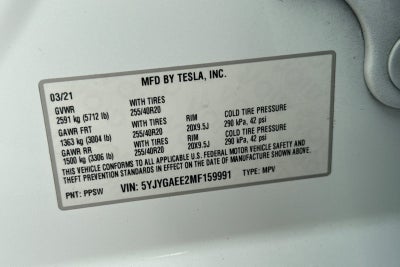 MFD BY TESLA, INC.
03/21
GVWR WITH TIRES
2591 kg (5712 lb) 255/40R20
GAWR FRT WITH TIRES RIM COLD TIRE PRESSURE
1363 kg (3004 lb) 255/40R20 20X9.5J 290 kPa, 42 psi
GAWR RR WITH TIRES RIM COLD TIRE PRESSURE
1500 kg (3306 lb) 255/40R20 20X9.5J 290 kPa, 42 psi
THIS VEHICLE CONFORMS TO ALL APPLICABLE U.S. FEDERAL MOTOR VEHICLE SAFETY AND
THEFT PREVENTION STANDARDS IN EFFECT ON THE DATE OF MANUFACTURE SHOWN ABOVE.
PNT: PPSW VIN: 5YJYGAEE2MF159991 TYPE: MPV